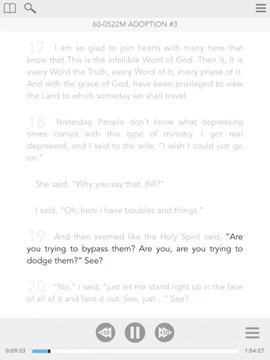 60-0522M ADOPTION #3
17 I am so glad to join hearts with many here that
know that This is the infallible Word of God. Then It, It is
every Word the Truth, every Word of It, every phase of It.
And with the grace of God, have been privileged to view
the Land to which someday we shall travel.
18 Yesterday. People don't know what depressing
times comes with this type of ministry. I got real
depressed, and I said to the wife, "I wish I could just go
on."
She said, "Why you say that, Bill?"
I said, "Oh, here I have troubles and things."
19 And then seemed like the Holy Spirit said, "Are
you trying to bypass them? Are you, are you trying to
dodge them?" See?
20 "No," I said, "just let me stand right up in the face
of all of it and face it out. See, just..." See?
0:09:23
1:54:27